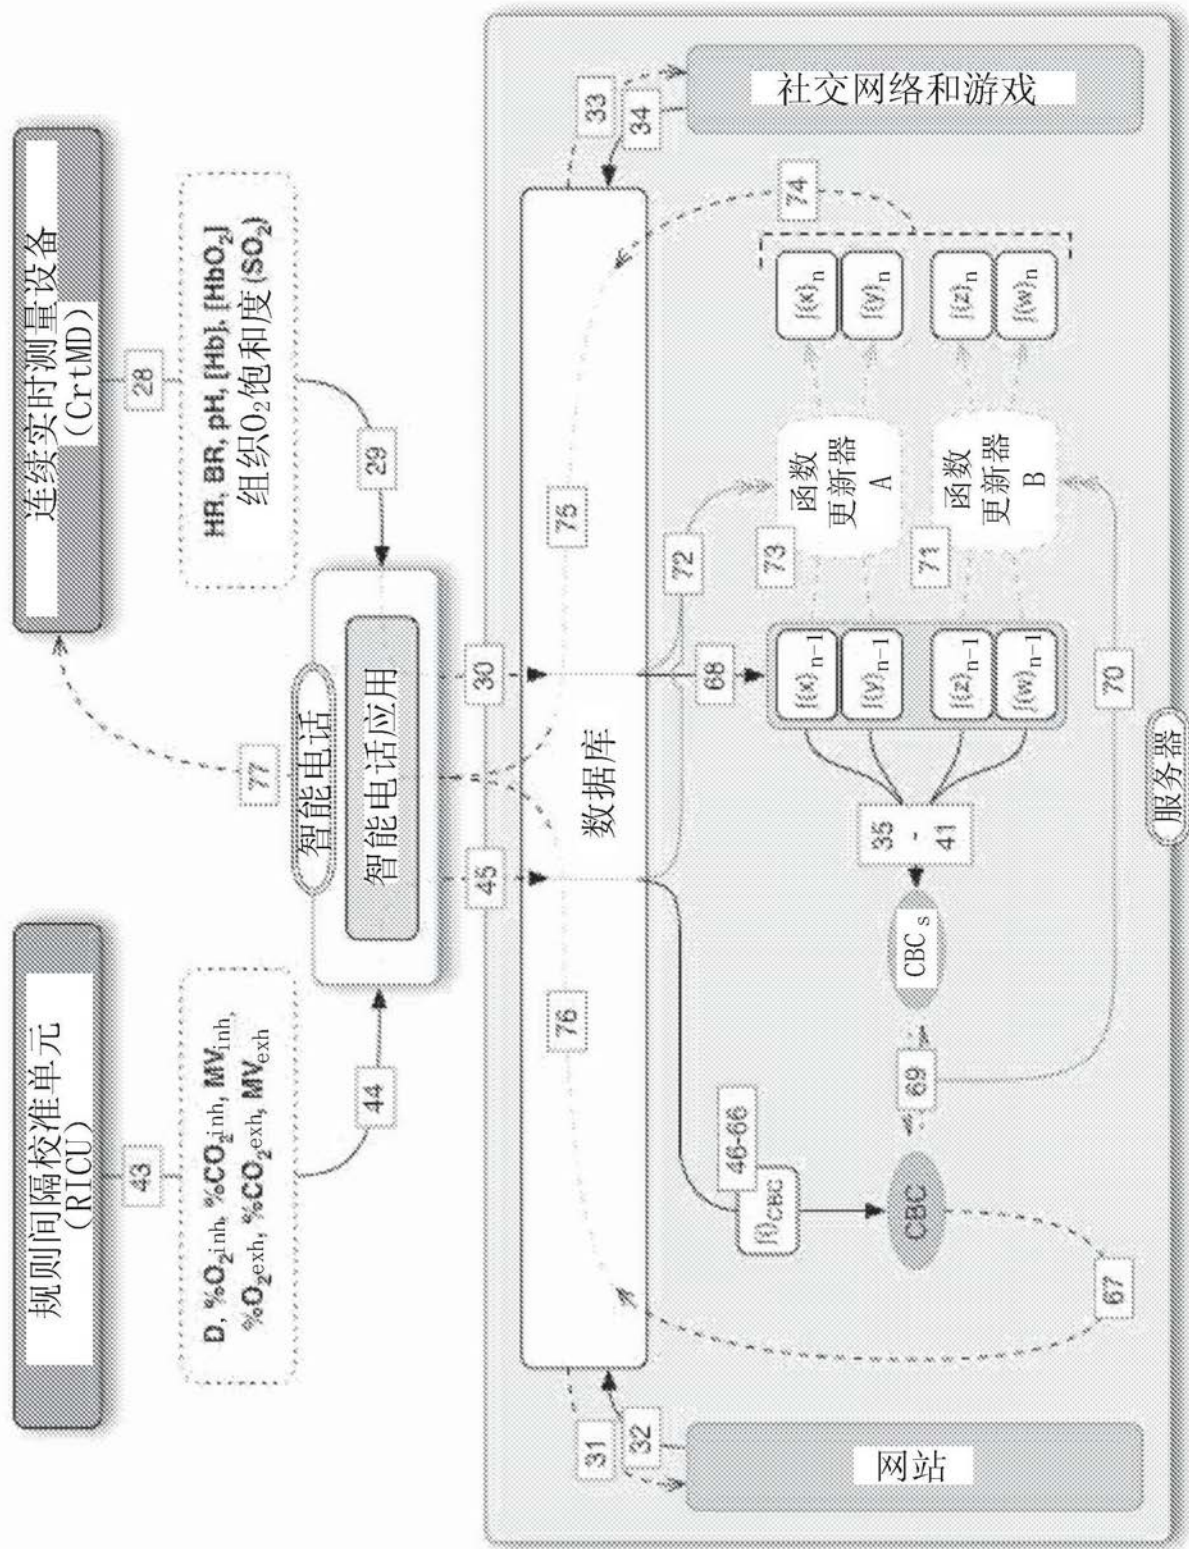 规则间隔校准单元
(RICU)
连续实时测量设备
(CrtMD)
43
28
D, %O₂inh, %CO₂inh, MVinh,
%O₂exh, %CO₂exh, MVexh
HR, BR, pH, [Hb], [HbO₂]
组织O₂饱和度(SO₂)
77
44
29
智能电话
智能电话应用
45
30
31
32
33
34
76
75
数据库
72
68
74
网站
社交网络和游戏
46-66
∫()CBC
CBC
69
CBCs
35
-
41
∫(x)n-1
∫(y)n-1
∫(z)n-1
∫(w)n-1
73
71
函数
更新器
A
函数
更新器
B
∫(x)n
∫(y)n
∫(z)n
∫(w)n
67
70
服务器